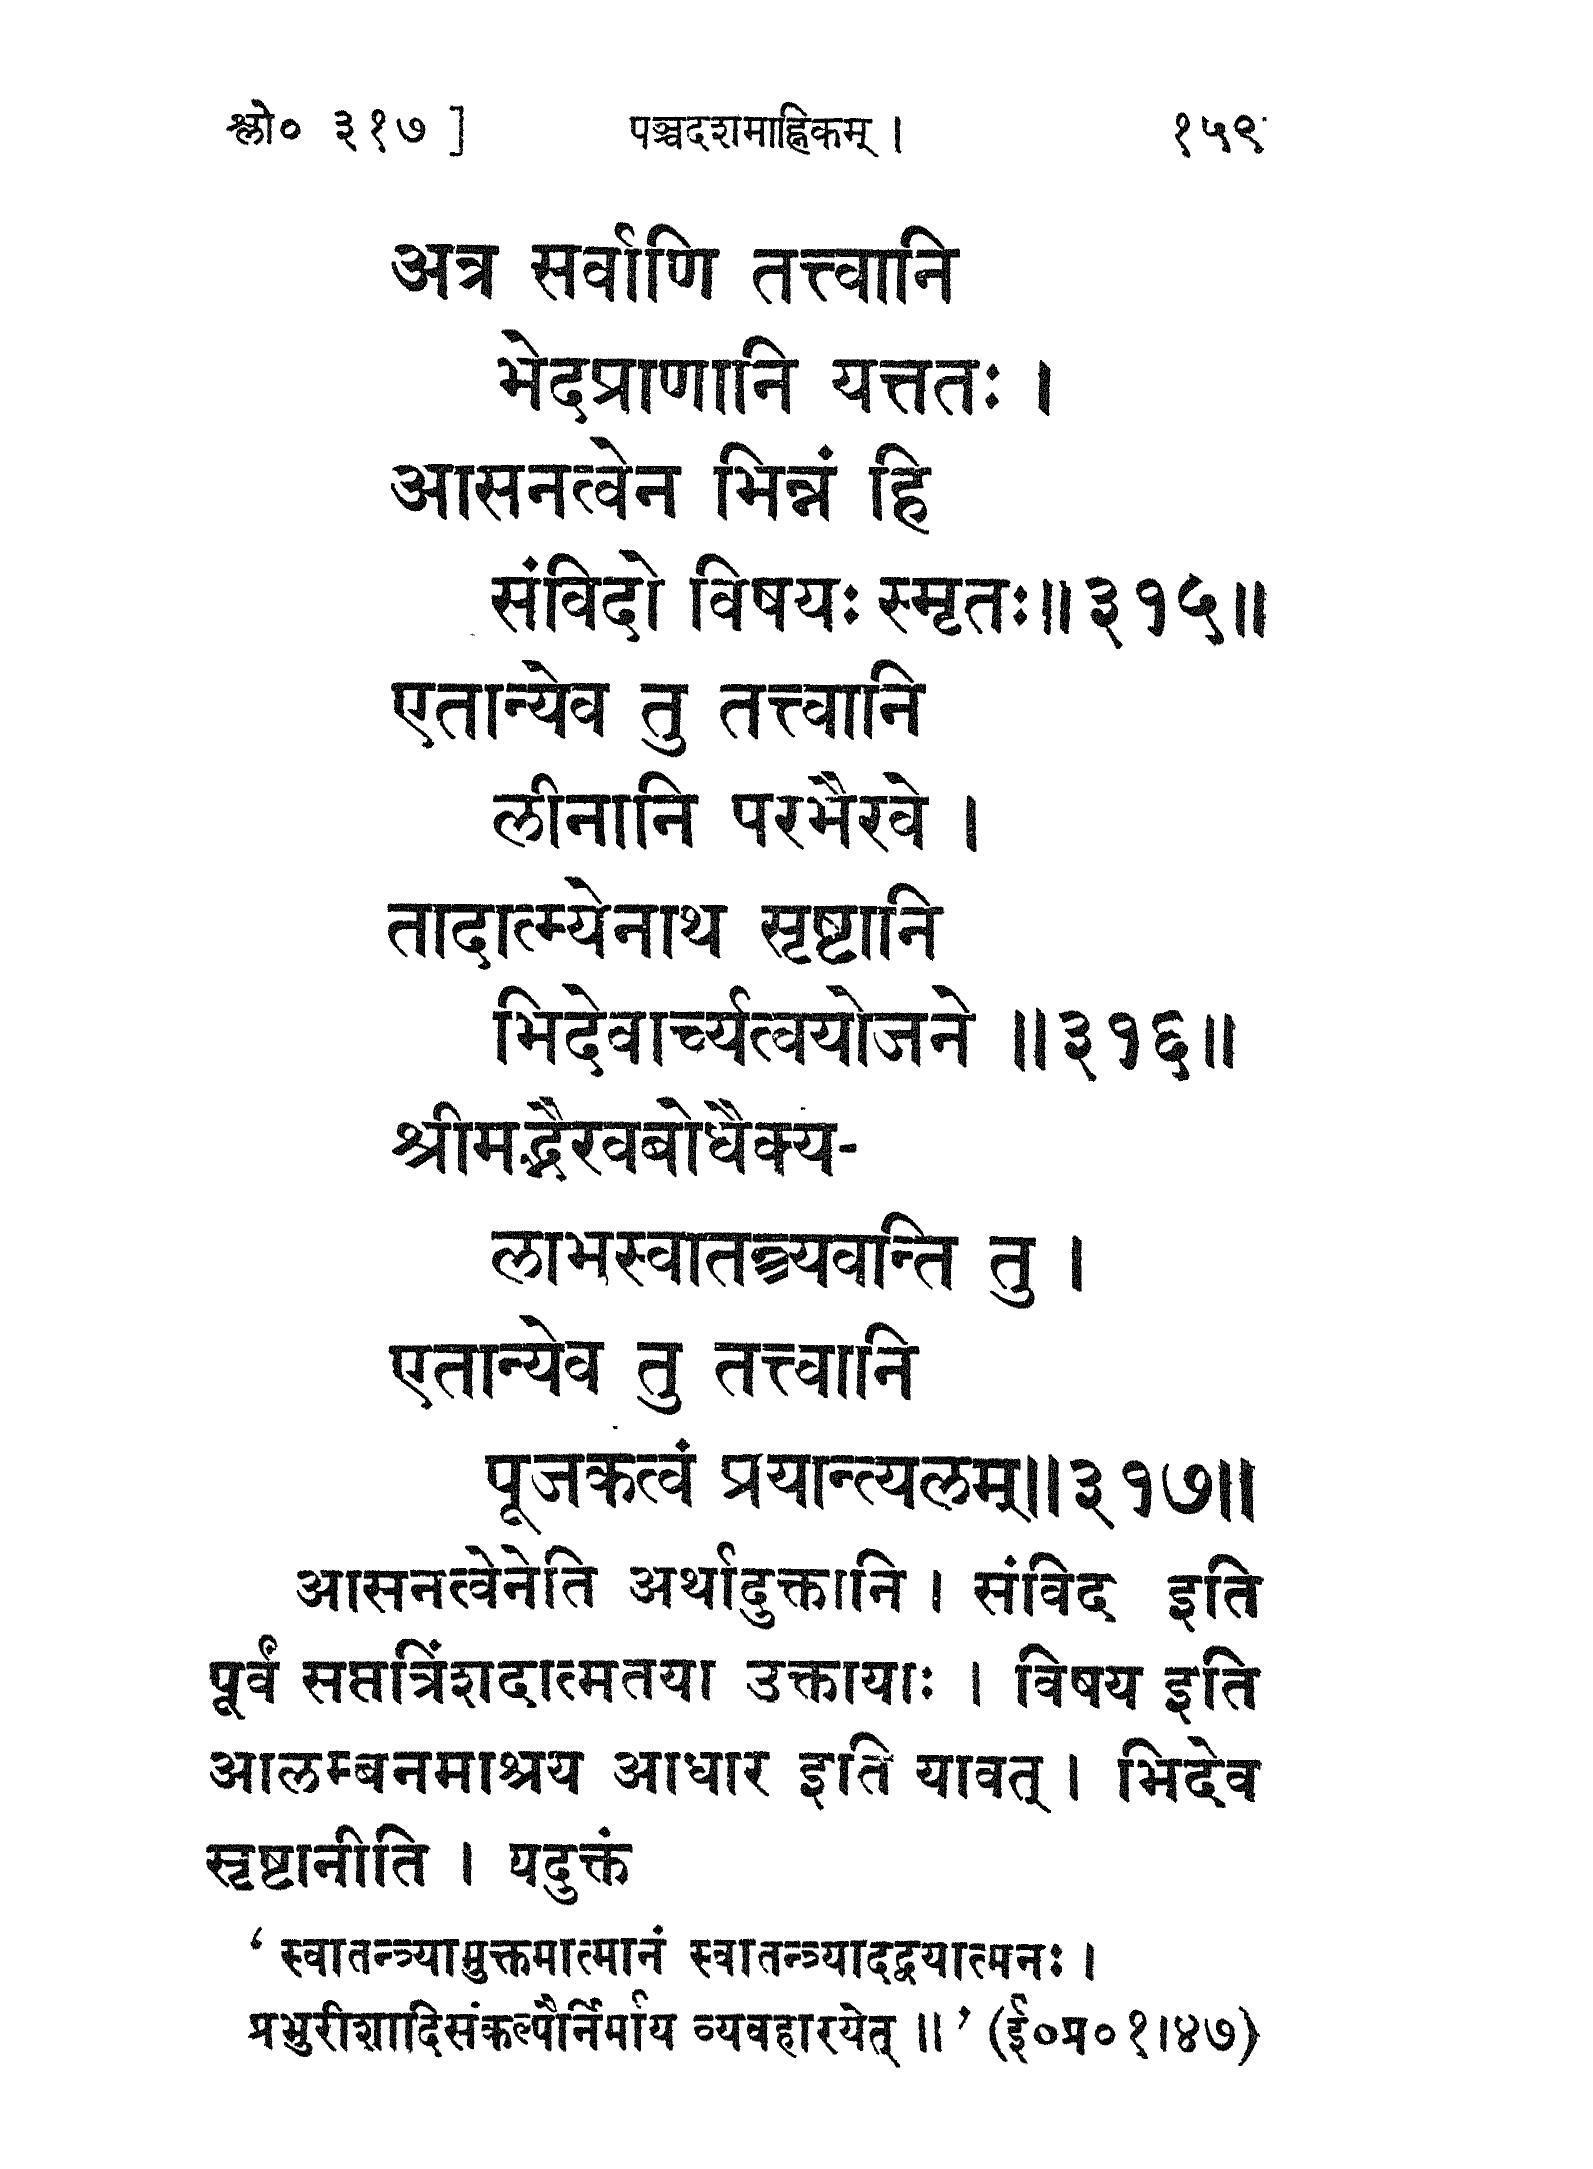 श्लो० ३१७ ] पञ्चदशमाह्निकम् । १५९
अत्र सर्वाणि तत्त्वानि
भेदप्राणानि यत्ततः ।
आसनत्वेन भिन्नं हि
संविदो विषयः स्मृतः॥३१५॥
एतान्येव तु तत्त्वानि
लीनानि परभैरवे ।
तादात्म्येनाथ सृष्टानि
भिदेवार्च्यत्वयोजने ॥३१६॥
श्रीमद्भैरवबोधैक्य-
लाभस्वातन्त्र्यवन्ति तु ।
एतान्येव तु तत्त्वानि
पूजकत्वं प्रयान्त्यलम्॥३१७॥
आसनत्वेनेति अर्थादुक्तानि । संविद इति
पूर्वं सप्तत्रिंशदात्मतया उक्तायाः । विषय इति
आलम्बनमाश्रय आधार इति यावत् । भिदेव
सृष्टानीति । यदुक्तं
‘ स्वातन्त्र्यामुक्तमात्मानं स्वातन्त्र्यादद्वयात्मनः ।
प्रभुरीशादिसंकल्पैर्निर्माय व्यवहारयेत् ॥ ’ (ई०प्र० १।४७)